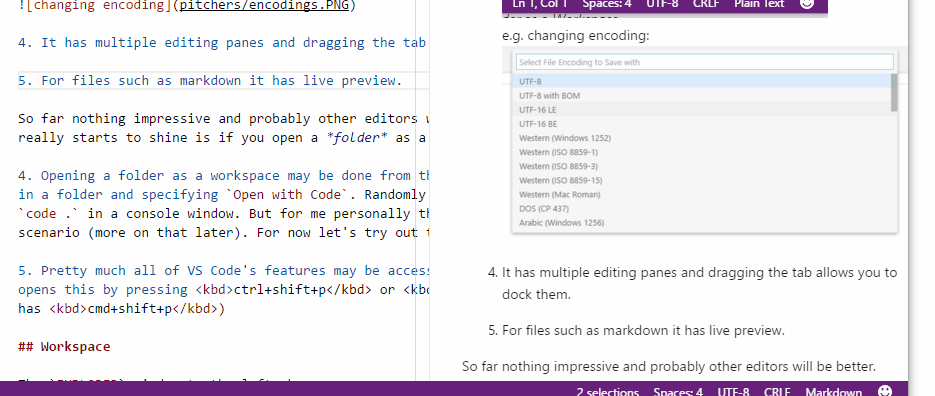 ![changing encoding](pitchers/encodings.PNG)
4. It has multiple editing panes and dragging the tab
5. For files such as markdown it has live preview.
So far nothing impressive and probably other editors
really starts to shine is if you open a *folder* as a
4. Opening a folder as a workspace may be done from
in a folder and specifying `Open with Code`. Randomly
`code .` in a console window. But for me personally
scenario (more on that later). For now let's try out
5. Pretty much all of VS Code's features may be
opens this by pressing <kbd>ctrl+shift+p</kbd> or
has <kbd>cmd+shift+p</kbd>)
## Workspace
Ln 1, Col 1 Spaces: 4 UTF-8 CRLF Plain Text
e.g. changing encoding:
Select File Encoding to Save with
UTF-8
UTF-8 with BOM
UTF-16 LE
UTF-16 BE
Western (Windows 1252)
Western (ISO 8859-1)
Western (ISO 8859-3)
Western (ISO 8859-15)
Western (Mac Roman)
DOS (CP 437)
Arabic (Windows 1256)
4. It has multiple editing panes and dragging the tab allows you to
dock them.
5. For files such as markdown it has live preview.
So far nothing impressive and probably other editors will be better.
2 selections Spaces: 4 UTF-8 CRLF Markdown